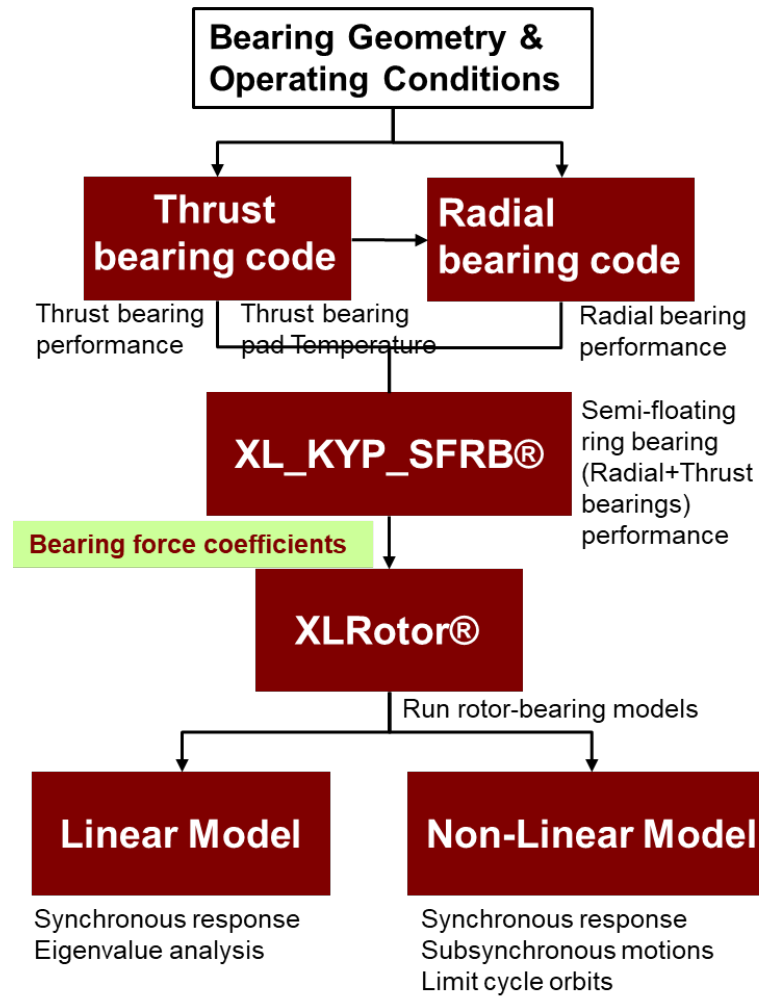 Bearing Geometry &
Operating Conditions
Thrust
bearing code
Radial
bearing code
Thrust bearing
performance
Thrust bearing
pad Temperature
Radial bearing
performance
XL_KYP_SFRB®
Semi-floating
ring bearing
(Radial+Thrust
bearings)
performance
Bearing force coefficients
XLRotor®
Run rotor-bearing models
Linear Model
Non-Linear Model
Synchronous response
Eigenvalue analysis
Synchronous response
Subsynchronous motions
Limit cycle orbits